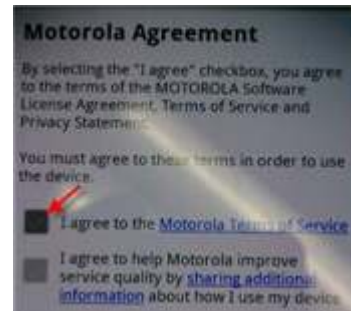 Motorola Agreement
By selecting the "I agree" checkbox, you agree
to the terms of the MOTOROLA Software
License Agreement, Terms of Service and
Privacy Statement.
You must agree to these terms in order to use
the device.
I agree to the Motorola Terms of Service
I agree to help Motorola improve
service quality by sharing additional
information about how I use my device